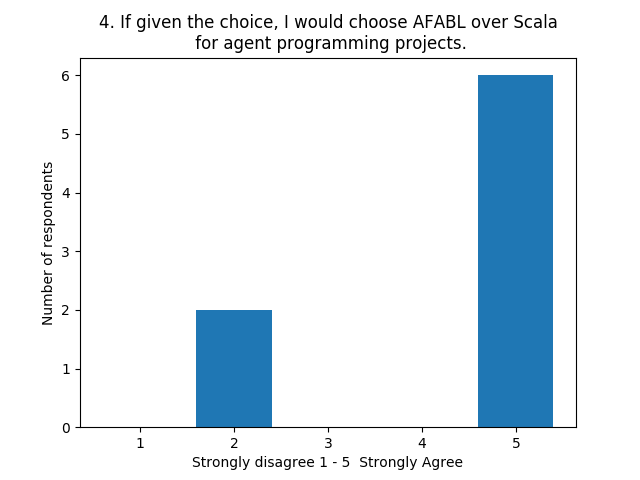 4. If given the choice, I would choose AFABL over Scala
for agent programming projects.
Number of respondents
6
5
4
3
2
1
0
1 2 3 4 5
Strongly disagree 1 - 5  Strongly Agree